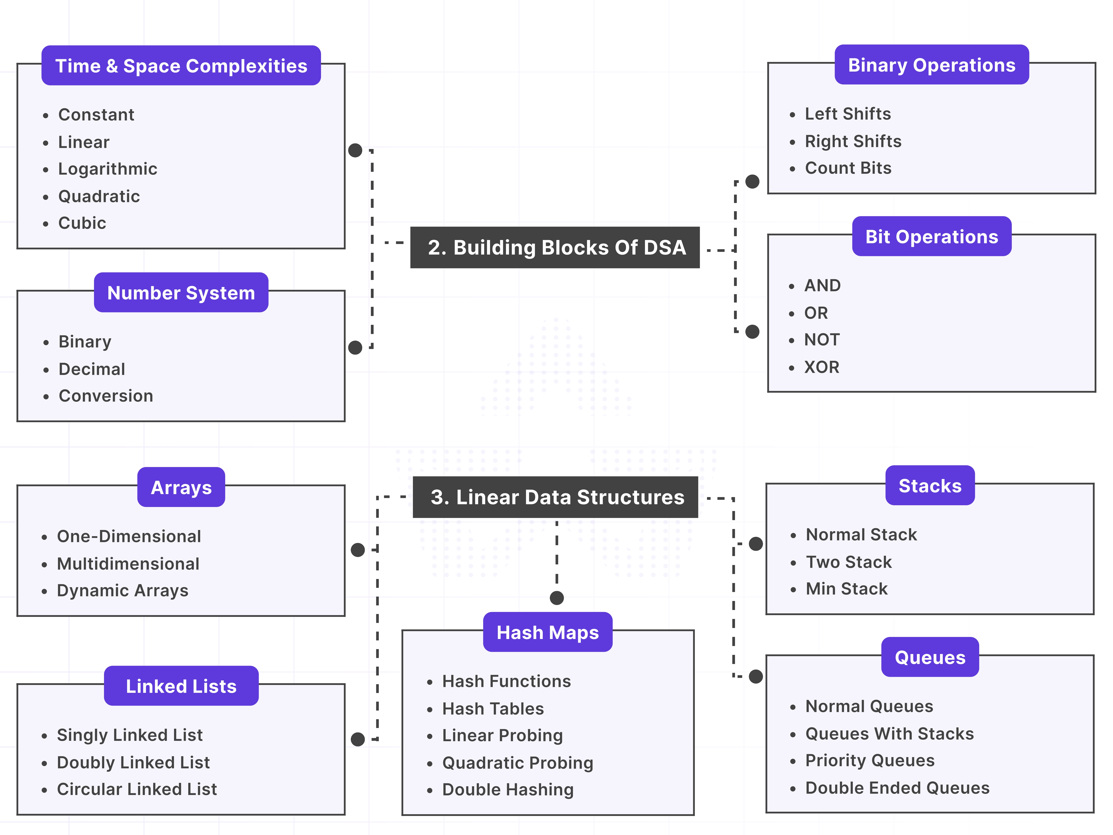 Time & Space Complexities
• Constant
• Linear
• Logarithmic
• Quadratic
• Cubic
Number System
• Binary
• Decimal
• Conversion
2. Building Blocks Of DSA
Binary Operations
• Left Shifts
• Right Shifts
• Count Bits
Bit Operations
• AND
• OR
• NOT
• XOR
3. Linear Data Structures
Arrays
• One-Dimensional
• Multidimensional
• Dynamic Arrays
Linked Lists
• Singly Linked List
• Doubly Linked List
• Circular Linked List
Hash Maps
• Hash Functions
• Hash Tables
• Linear Probing
• Quadratic Probing
• Double Hashing
Stacks
• Normal Stack
• Two Stack
• Min Stack
Queues
• Normal Queues
• Queues With Stacks
• Priority Queues
• Double Ended Queues